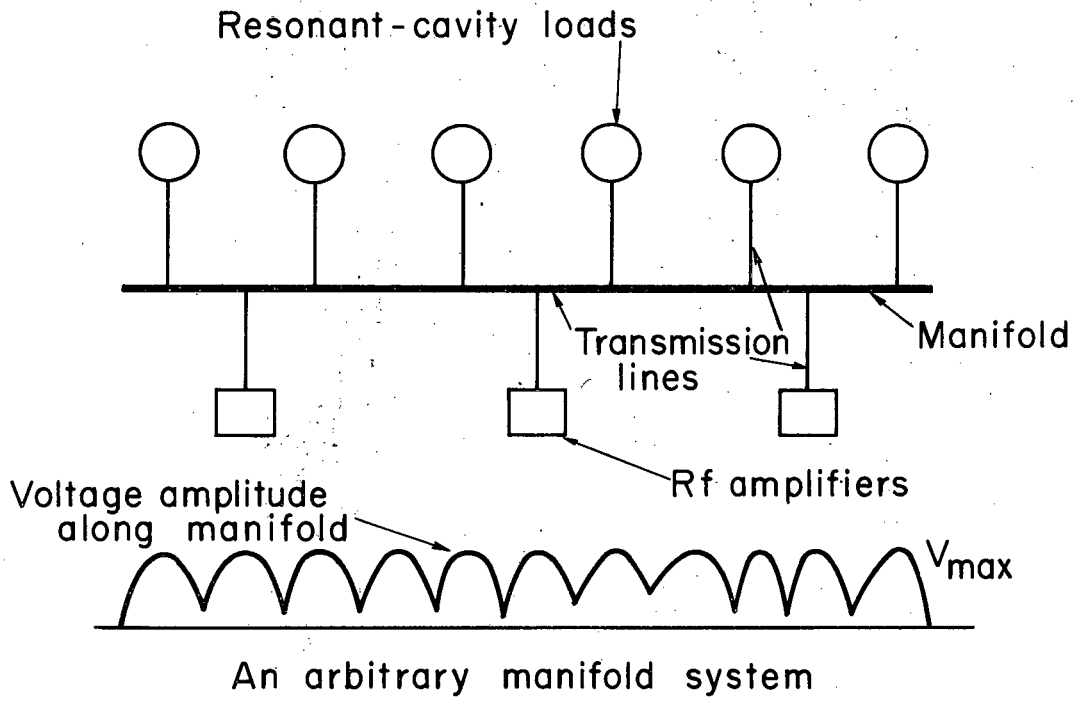 Resonant-cavity loads
Transmission
lines
Manifold
Rf amplifiers
Voltage amplitude
along manifold
Vmax
An arbitrary manifold system